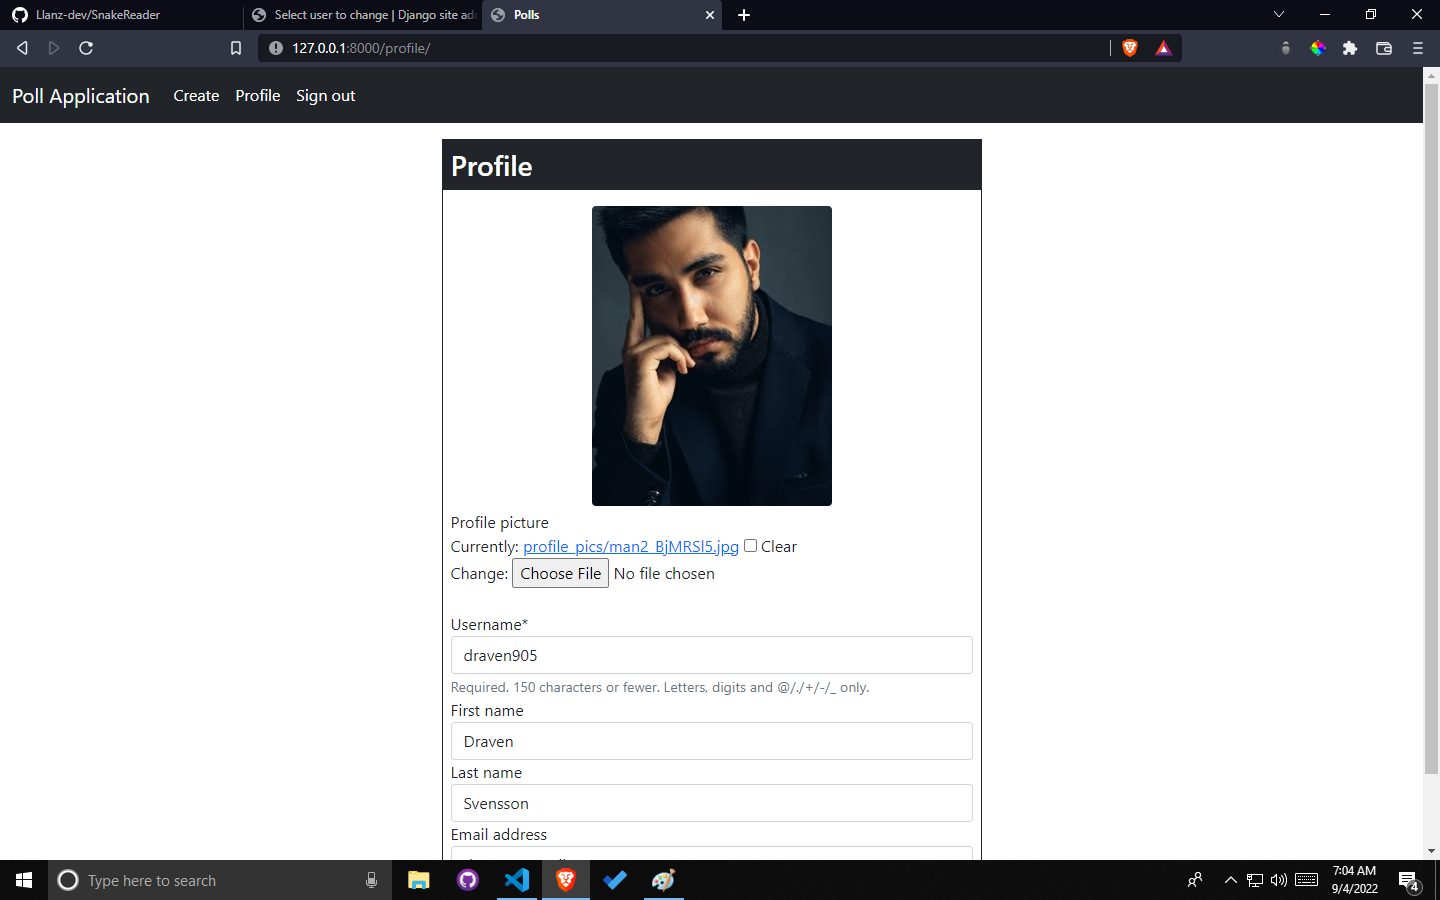 Llanz-dev/SnakeReader
Select user to change | Django site ad
Polls
127.0.0.1:8000/profile/
Poll Application
Create
Profile
Sign out
Profile
Profile picture
Currently: profile_pics/man2_BjMRSl5.jpg Clear
Change: Choose File No file chosen
Username*
draven905
Required. 150 characters or fewer. Letters, digits and @/./+/-/_ only.
First name
Draven
Last name
Svensson
Email address
Type here to search
7:04 AM
9/4/2022
4